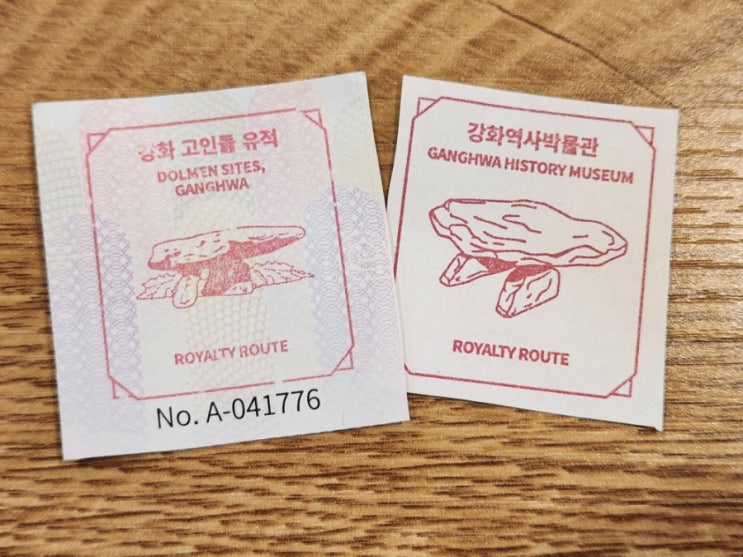 강화 고인돌 유적
DOLMEN SITES,
GANGHWA
ROYALTY ROUTE
No. A-041776
강화역사박물관
GANGHWA HISTORY MUSEUM
ROYALTY ROUTE